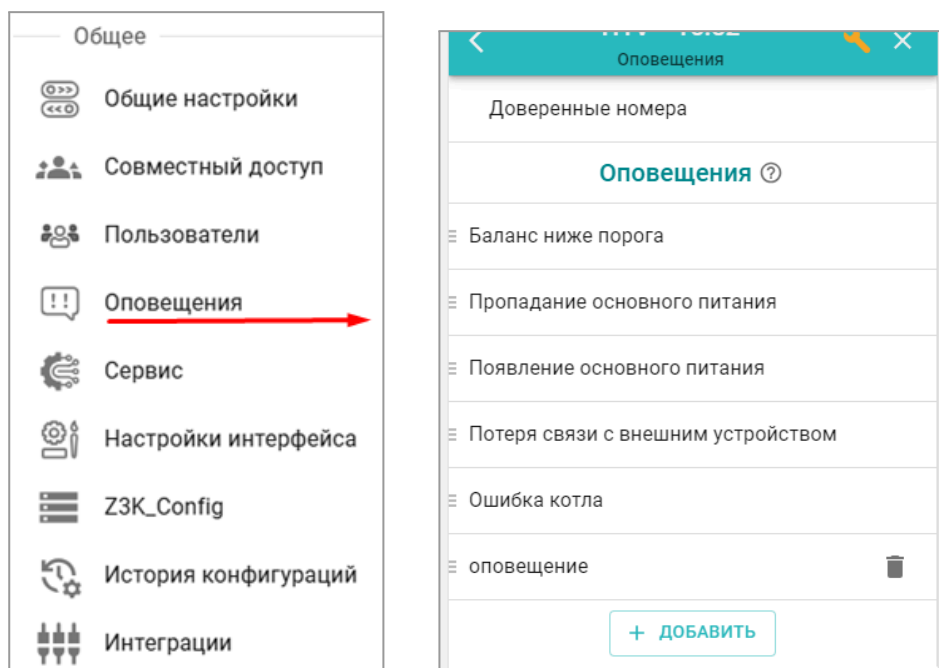 Общее
Общие настройки
Совместный доступ
Пользователи
Оповещения
Сервис
Настройки интерфейса
Z3K_Config
История конфигураций
Интеграции
Оповещения
Доверенные номера
Оповещения
Баланс ниже порога
Пропадание основного питания
Появление основного питания
Потеря связи с внешним устройством
Ошибка котла
оповещение
+ ДОБАВИТЬ